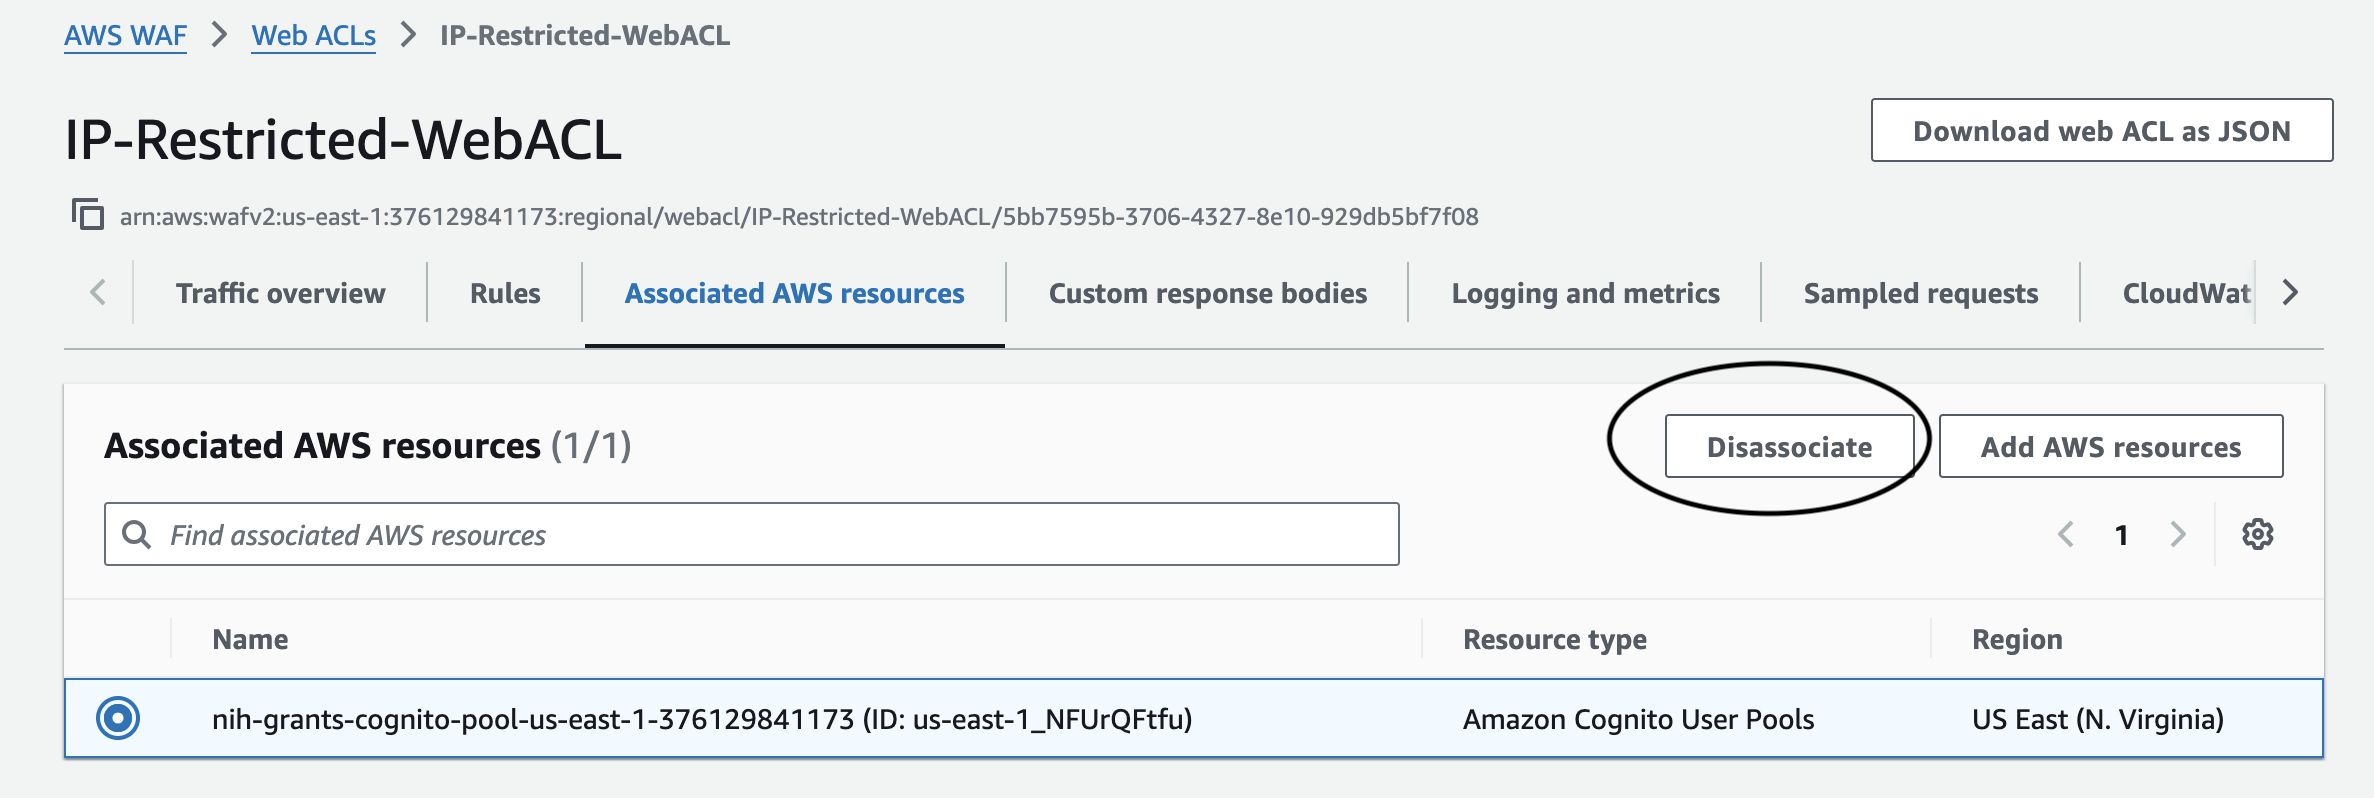 AWS WAF > Web ACLs > IP-Restricted-WebACL
IP-Restricted-WebACL
Download web ACL as JSON
arn:aws:wafv2:us-east-1:376129841173:regional/webacl/IP-Restricted-WebACL/5bb7595b-3706-4327-8e10-929db5bf7f08
Traffic overview Rules Associated AWS resources Custom response bodies Logging and metrics Sampled requests CloudWat
Associated AWS resources (1/1)
Disassociate Add AWS resources
Find associated AWS resources
1
Name Resource type Region
nih-grants-cognito-pool-us-east-1-376129841173 (ID: us-east-1_NFUrQFtfu) Amazon Cognito User Pools US East (N. Virginia)